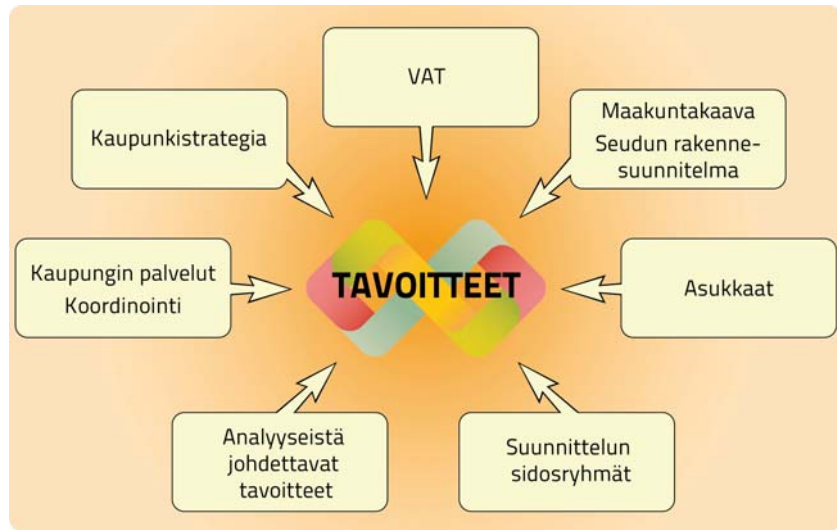 VAT
Kaupunkistrategia
Maakuntakaava
Seudun rakenne-
suunnitelma
Kaupungin palvelut
Koordinointi
TAVOITTEET
Asukkaat
Analyyseistä
johdettavat
tavoitteet
Suunnittelun
sidosryhmät